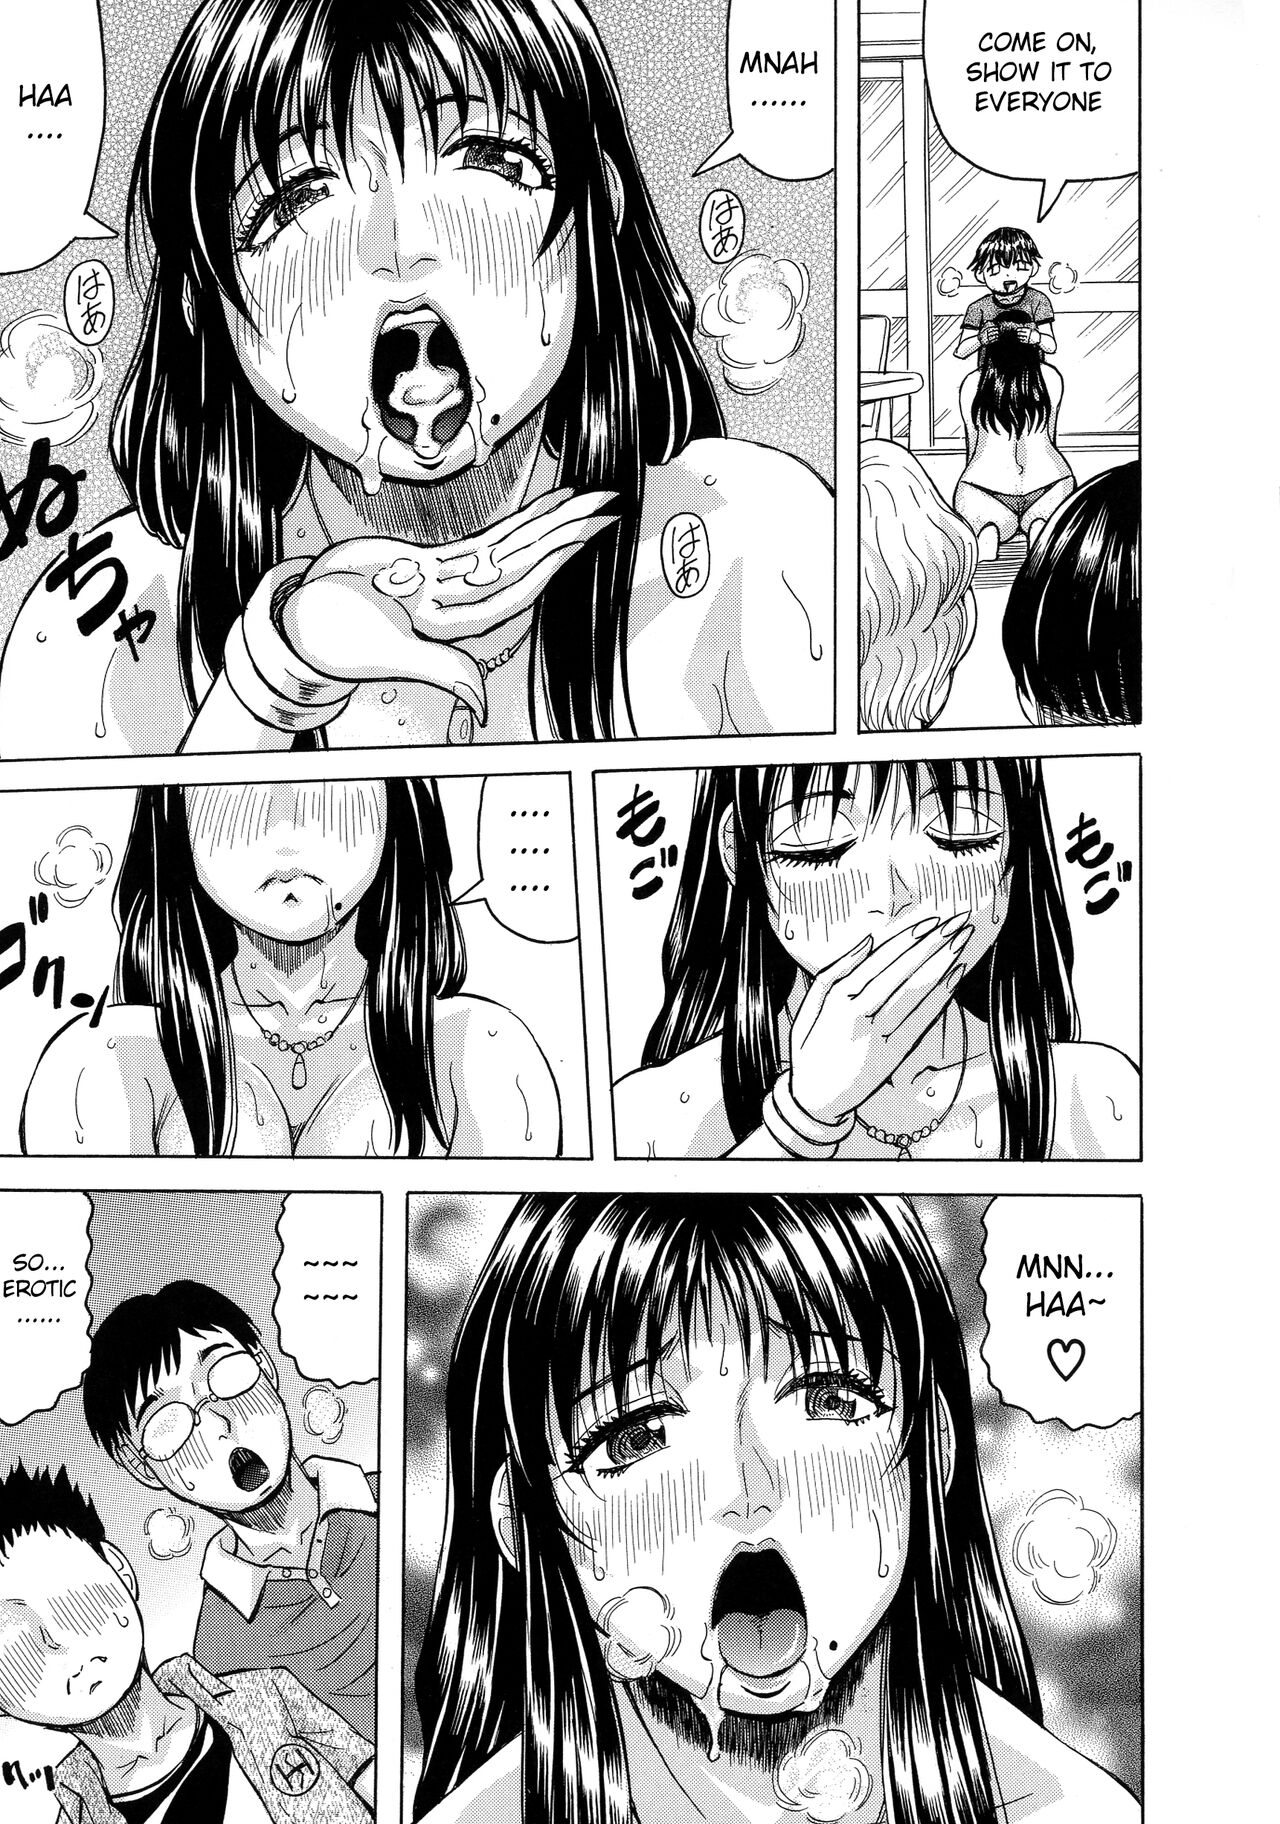 COME ON,
SHOW IT TO
EVERYONE
MNAH
......
HAA
....
はあ
はあ
はあ
ぬちゃ
もご
もご
....
....
....
ゴクン
MNN...
HAA~
♡
~~~
~~~
SO...
EROTIC
......